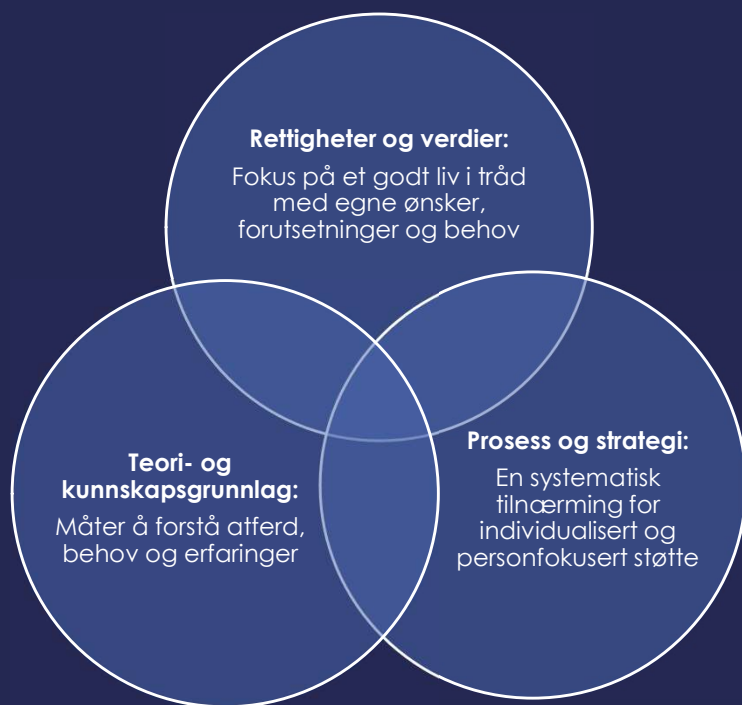 Rettigheter og verdier:
Fokus på et godt liv i tråd
med egne ønsker,
forutsetninger og behov
Teori- og
kunnskapsgrunnlag:
Måter å forstå atferd,
behov og erfaringer
Prosess og strategi:
En systematisk
tilnærming for
individualisert og
personfokusert støtte